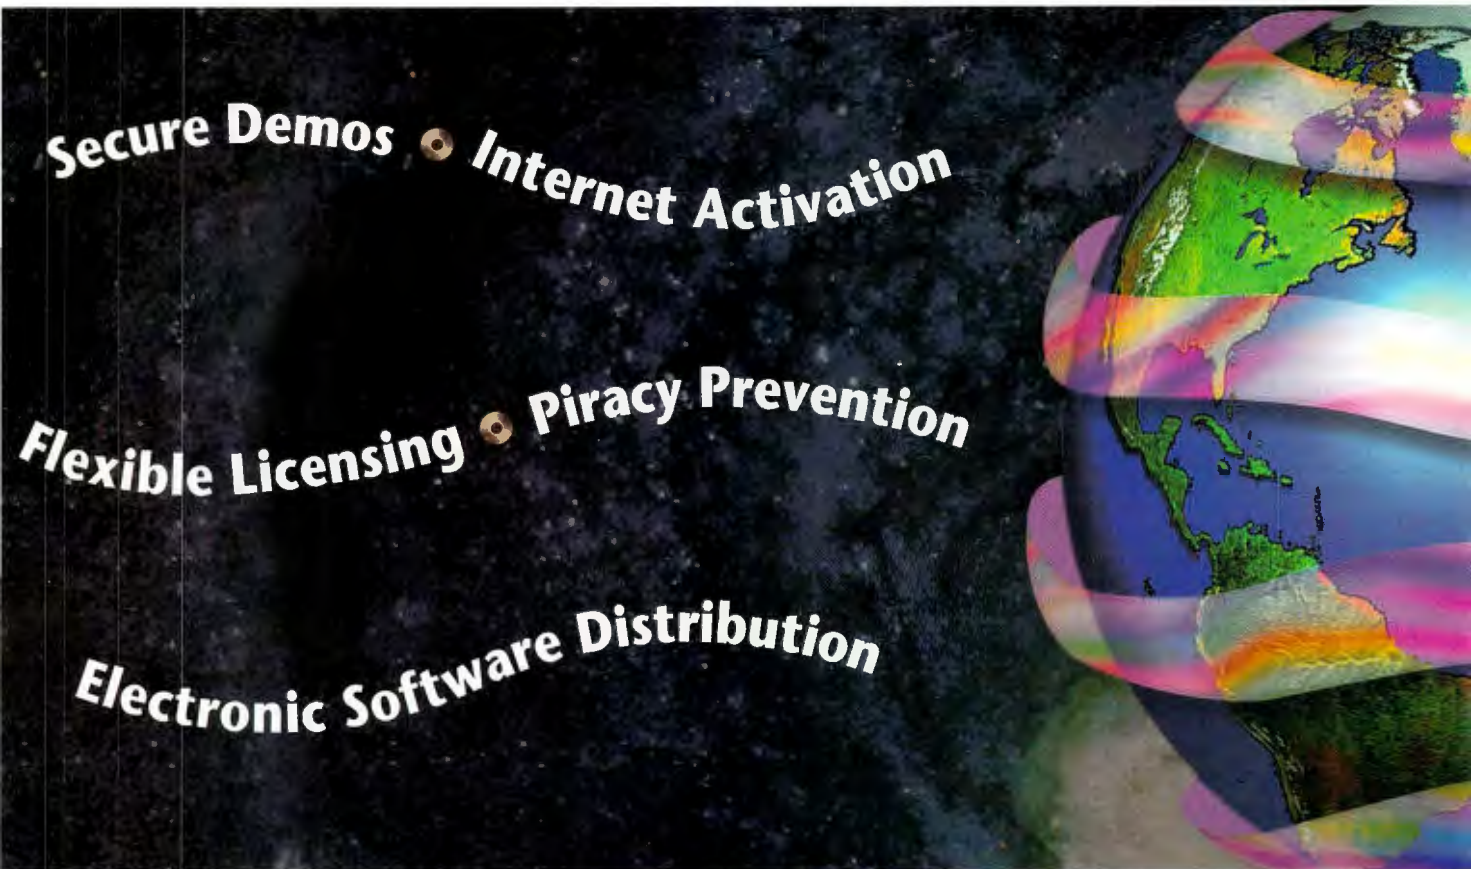 Secure Demos Internet Activation
Flexible Licensing Piracy Prevention
Electronic Software Distribution